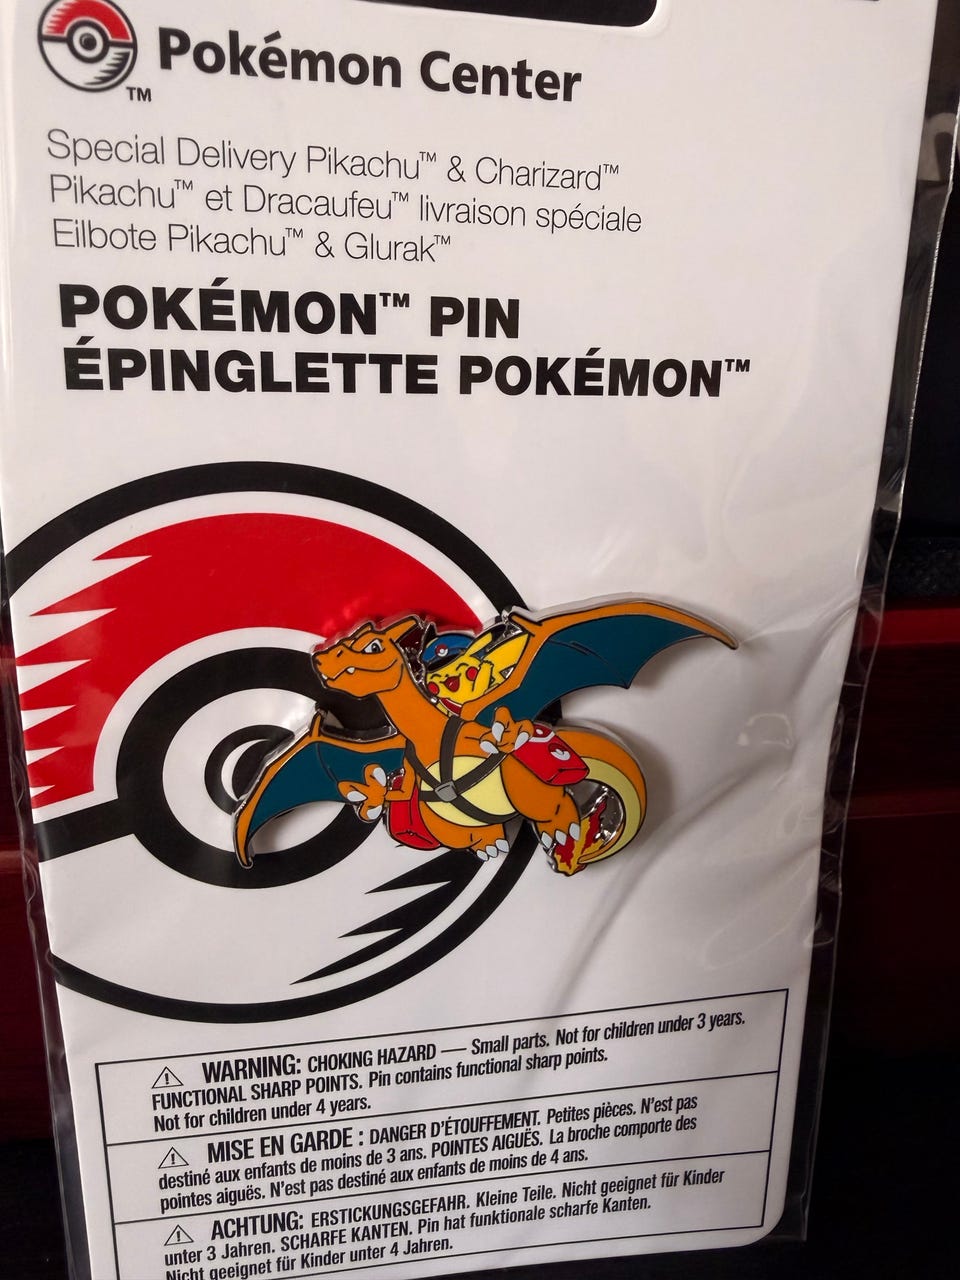 Pokémon Center
TM
Special Delivery Pikachu™ & Charizard™
Pikachu™ et Dracaufeu™ livraison spéciale
Eilbote Pikachu™ & Glurak™
POKÉMON™ PIN
ÉPINGLETTE POKÉMON™
WARNING: CHOKING HAZARD — Small parts. Not for children under 3 years.
FUNCTIONAL SHARP POINTS. Pin contains functional sharp points.
Not for children under 4 years.
MISE EN GARDE : DANGER D'ÉTOUFFEMENT. Petites pièces. N'est pas
destiné aux enfants de moins de 3 ans. POINTES AIGUËS. La broche comporte des
pointes aiguës. N'est pas destiné aux enfants de moins de 4 ans.
ACHTUNG: ERSTICKUNGSGEFAHR. Kleine Teile. Nicht geeignet für Kinder
unter 3 Jahren. SCHARFE KANTEN. Pin hat funktionale scharfe Kanten.
Nicht geeignet für Kinder unter 4 Jahren.